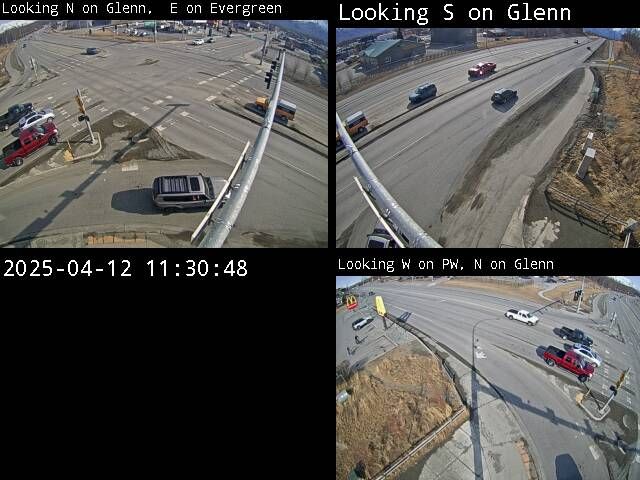 Looking N on Glenn, E on Evergreen
Looking S on Glenn
2025-04-12 11:30:48
Looking W on PW, N on Glenn